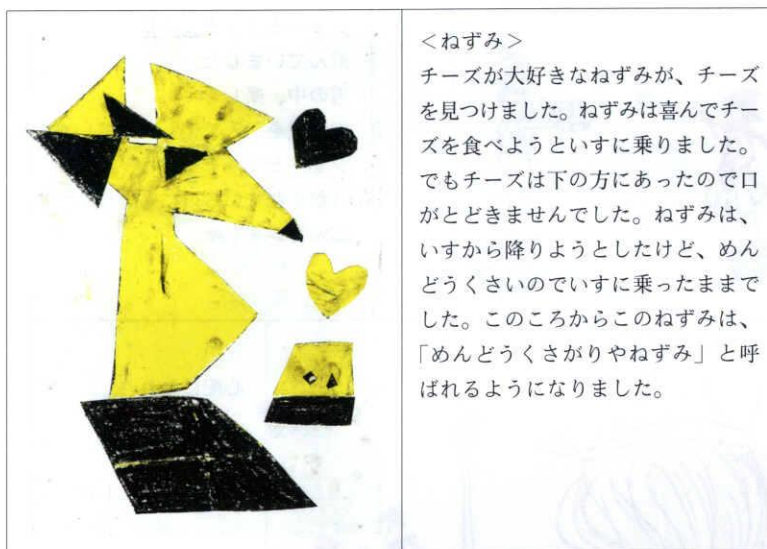 ＜ねずみ＞
チーズが大好きなねずみが、チーズ
を見つけました。ねずみは喜んでチー
ズを食べようといすに乗りました。
でもチーズは下の方にあったので口
がとどきませんでした。ねずみは、
いすから降りようとしたけど、めん
どうくさいのでいすに乗ったままで
した。このころからこのねずみは、
「めんどうくさがりやねずみ」と呼
ばれるようになりました。